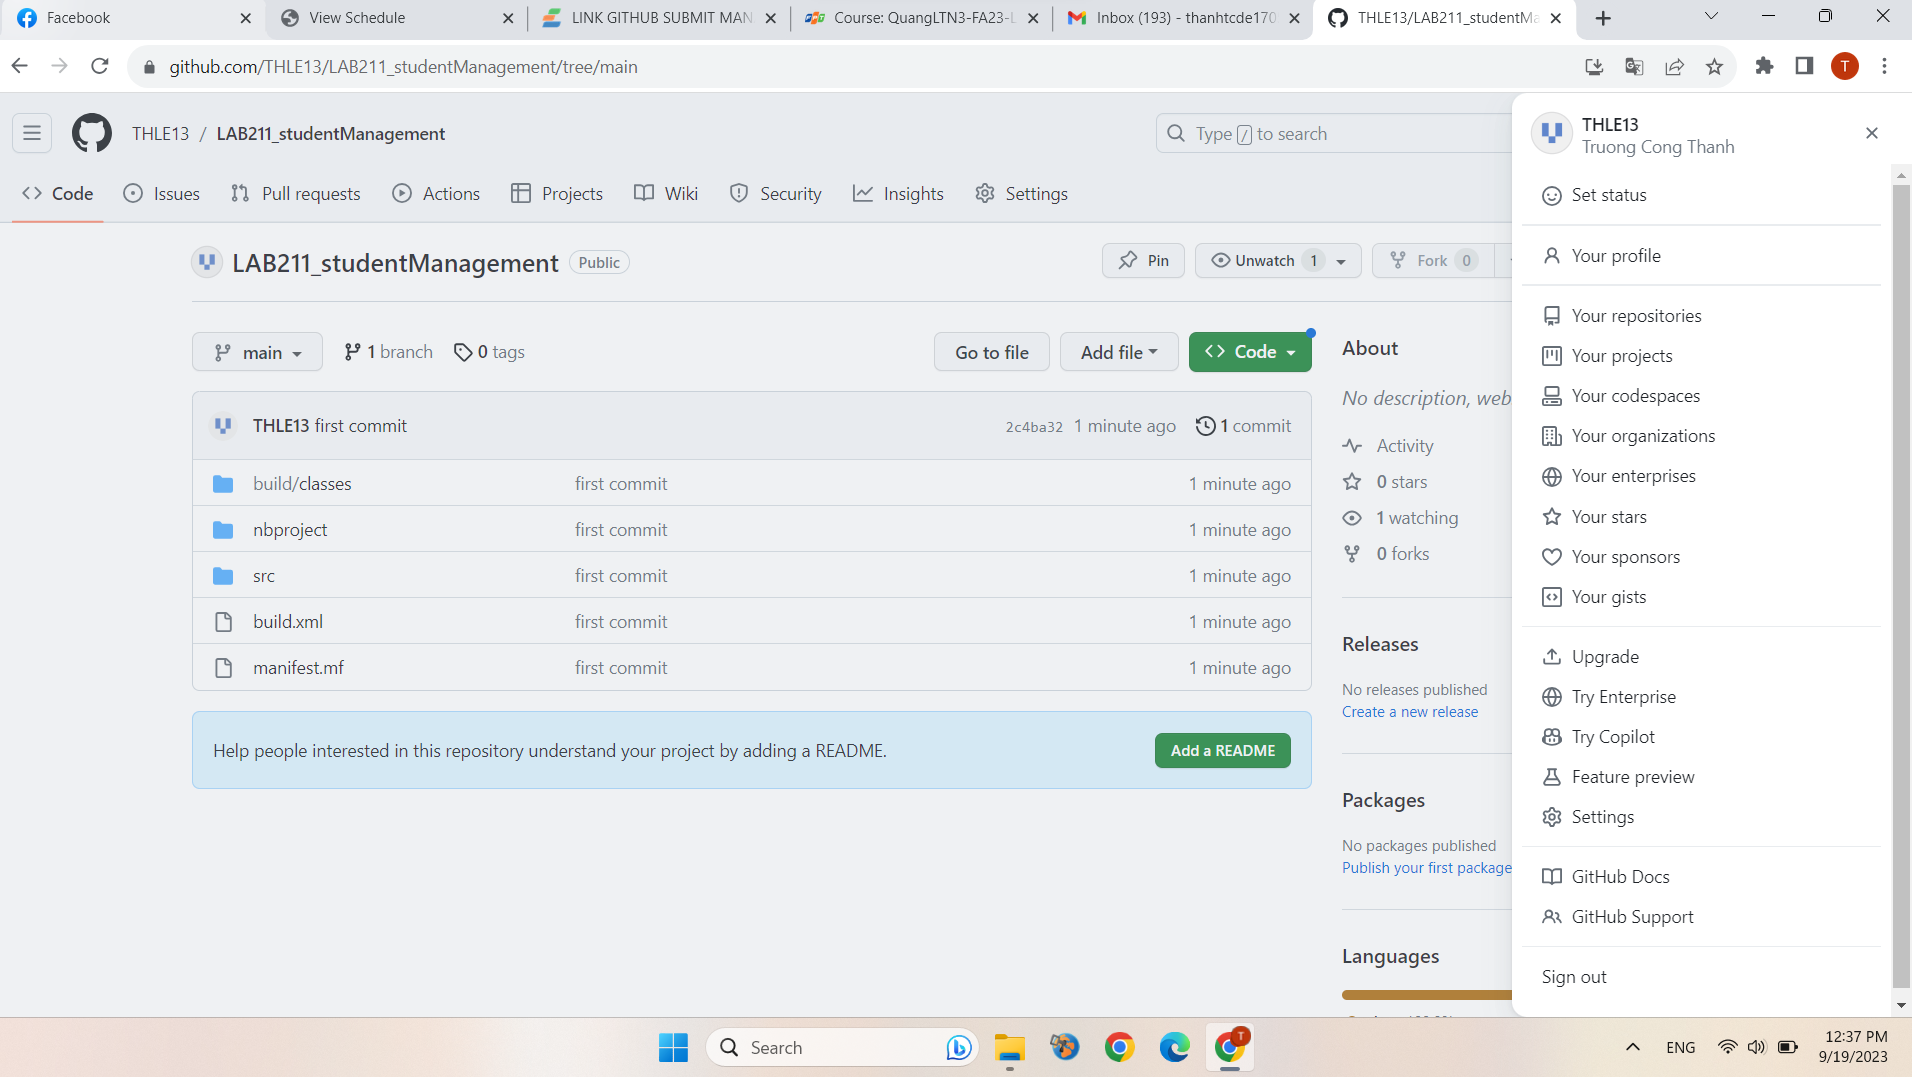 Facebook
View Schedule
LINK GITHUB SUBMIT MAN
Course: QuangLTN3-FA23-L
Inbox (193) - thanhtcde170
THLE13/LAB211_studentMa
github.com/THLE13/LAB211_studentManagement/tree/main
T
THLE13 / LAB211_studentManagement
Type / to search
Code
Issues
Pull requests
Actions
Projects
Wiki
Security
Insights
Settings
LAB211_studentManagement
Public
Pin
Unwatch 1
Fork 0
main
1 branch
0 tags
Go to file
Add file
Code
THLE13 first commit
2c4ba32 1 minute ago
1 commit
build/classes first commit 1 minute ago
nbproject first commit 1 minute ago
src first commit 1 minute ago
build.xml first commit 1 minute ago
manifest.mf first commit 1 minute ago
Help people interested in this repository understand your project by adding a README.
Add a README
About
No description, web
Activity
0 stars
1 watching
0 forks
Releases
No releases published
Create a new release
Packages
No packages published
Publish your first package
Languages
THLE13
Truong Cong Thanh
Set status
Your profile
Your repositories
Your projects
Your codespaces
Your organizations
Your enterprises
Your stars
Your sponsors
Your gists
Upgrade
Try Enterprise
Try Copilot
Feature preview
Settings
GitHub Docs
GitHub Support
Sign out
Search
T
ENG
12:37 PM
9/19/2023